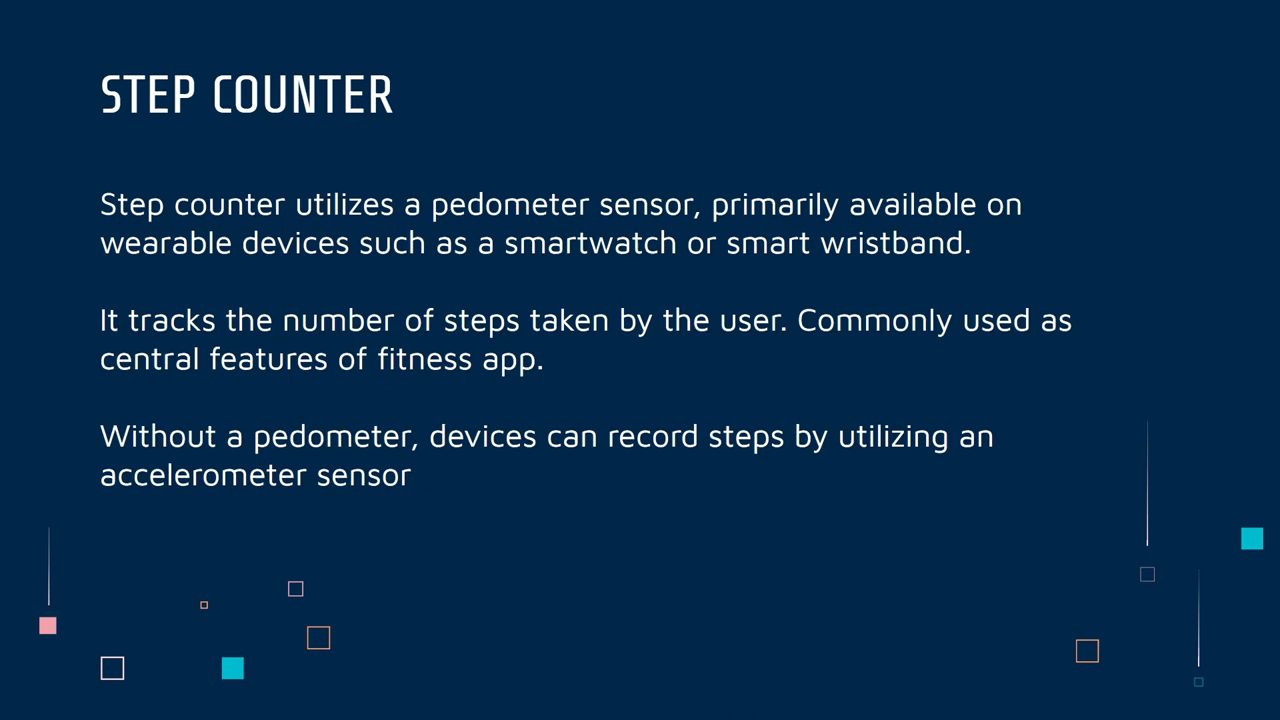 STEP COUNTER
Step counter utilizes a pedometer sensor, primarily available on
wearable devices such as a smartwatch or smart wristband.
It tracks the number of steps taken by the user. Commonly used as
central features of fitness app.
Without a pedometer, devices can record steps by utilizing an
accelerometer sensor